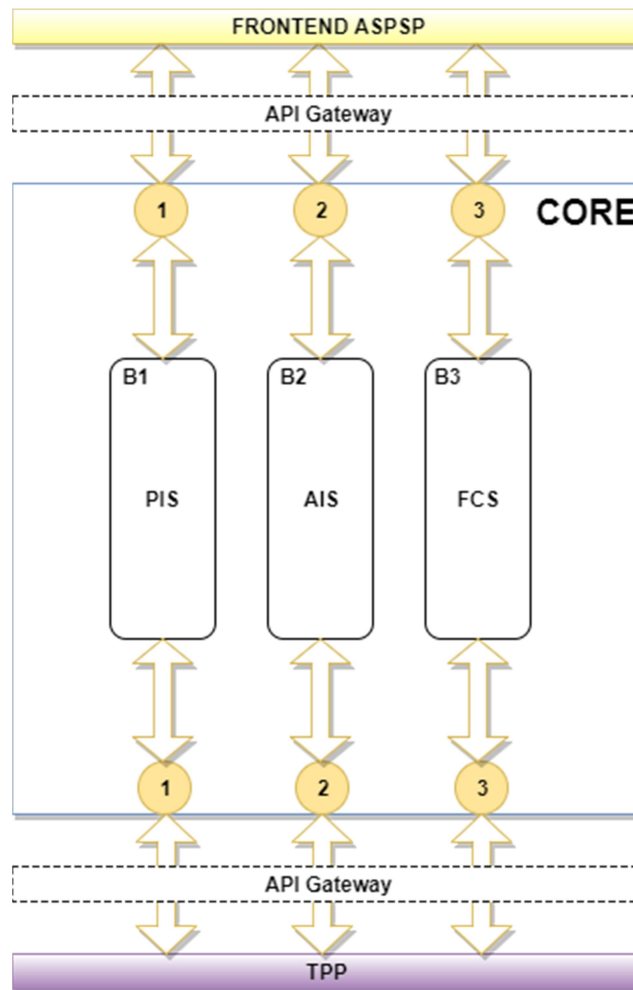 FRONTEND ASPSP
API Gateway
1 2 3 CORE
B1 B2 B3
PIS AIS FCS
1 2 3
API Gateway
TPP